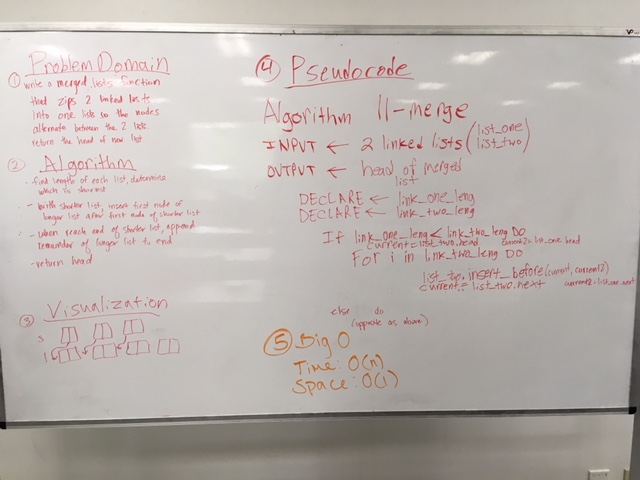 Problem Domain
① write a merged lists function
that zips 2 linked lists
into one list so the nodes
alternate between the 2 lists.
return the head of new list
② Algorithm
- find length of each list, determine
which is shortest
- with shorter list, insert first node of
longer list after first node of shorter list
- when reach end of shorter list, append
remainder of longer list to end
- return head
③ Visualization
④ Pseudocode
Algorithm ll-merge
INPUT ← 2 linked lists (list_one
list_two)
OUTPUT ← head of merged
list
DECLARE ← link_one_leng
DECLARE ← link_two_leng
If link_one_leng < link_two_leng DO
current = list_two.head current2 = list_one.head
For i in link_two_leng DO
list_two.insert_before(current, current2)
current = list_two.next current2 = list_one.next
else do
(opposite as above)
⑤ Big O
Time: O(n)
Space: O(1)